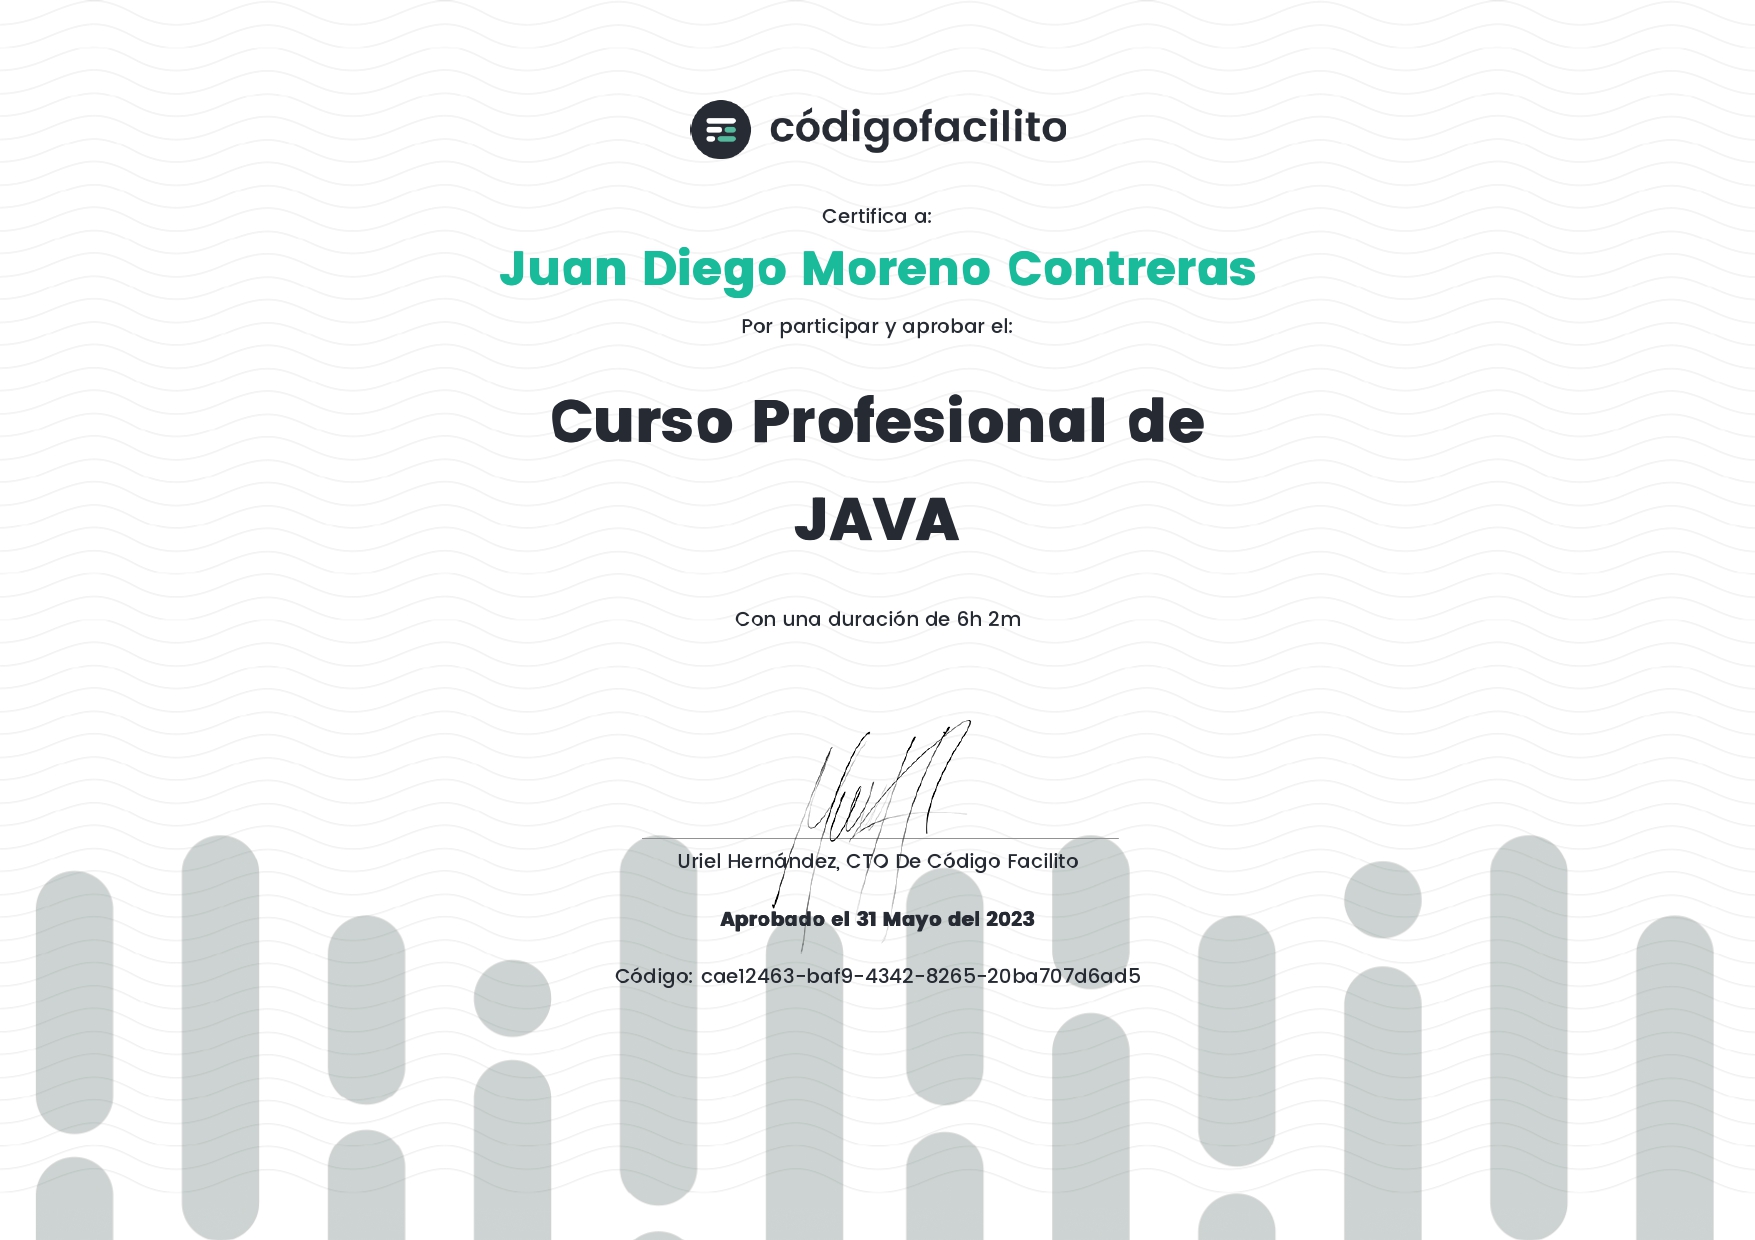 códigofacilito
Certifica a:
Juan Diego Moreno Contreras
Por participar y aprobar el:
Curso Profesional de
JAVA
Con una duración de 6h 2m
Uriel Hernández, CTO De Código Facilito
Aprobado el 31 Mayo del 2023
Código: cae12463-baf9-4342-8265-20ba707d6ad5